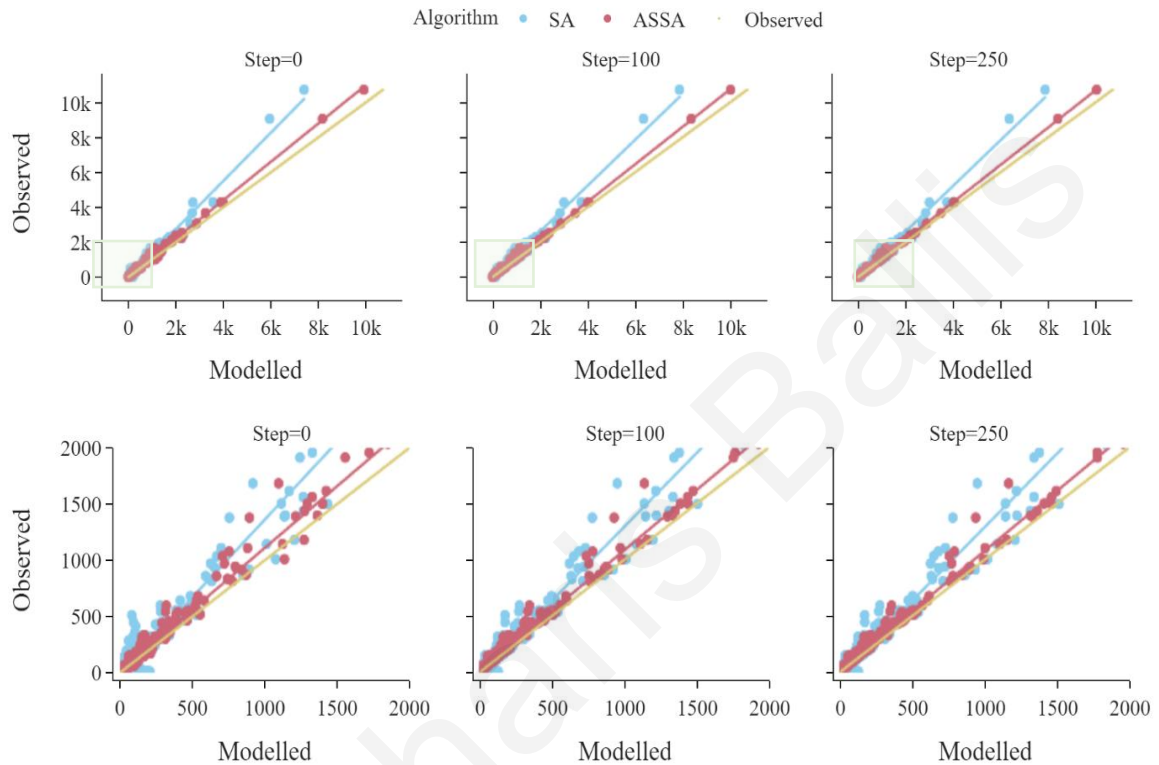 Algorithm SA ASSA Observed
Step=0 Step=100 Step=250
Observed
10k
8k
6k
4k
2k
0
0 2k 4k 6k 8k 10k 0 2k 4k 6k 8k 10k 0 2k 4k 6k 8k 10k
Modelled Modelled Modelled
Step=0 Step=100 Step=250
Observed
2000
1500
1000
500
0
0 500 1000 1500 2000 0 500 1000 1500 2000 0 500 1000 1500 2000
Modelled Modelled Modelled
haris Ballis